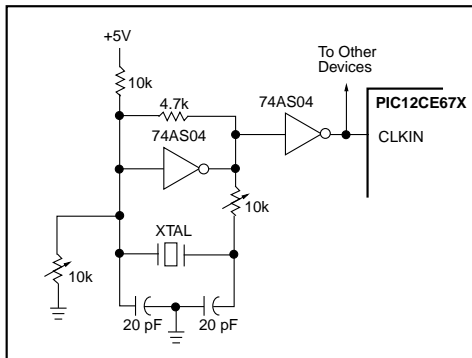 +5V
To Other
Devices
10k
4.7k
74AS04
PIC12CE67X
74AS04
CLKIN
10k
XTAL
10k
20 pF
20 pF